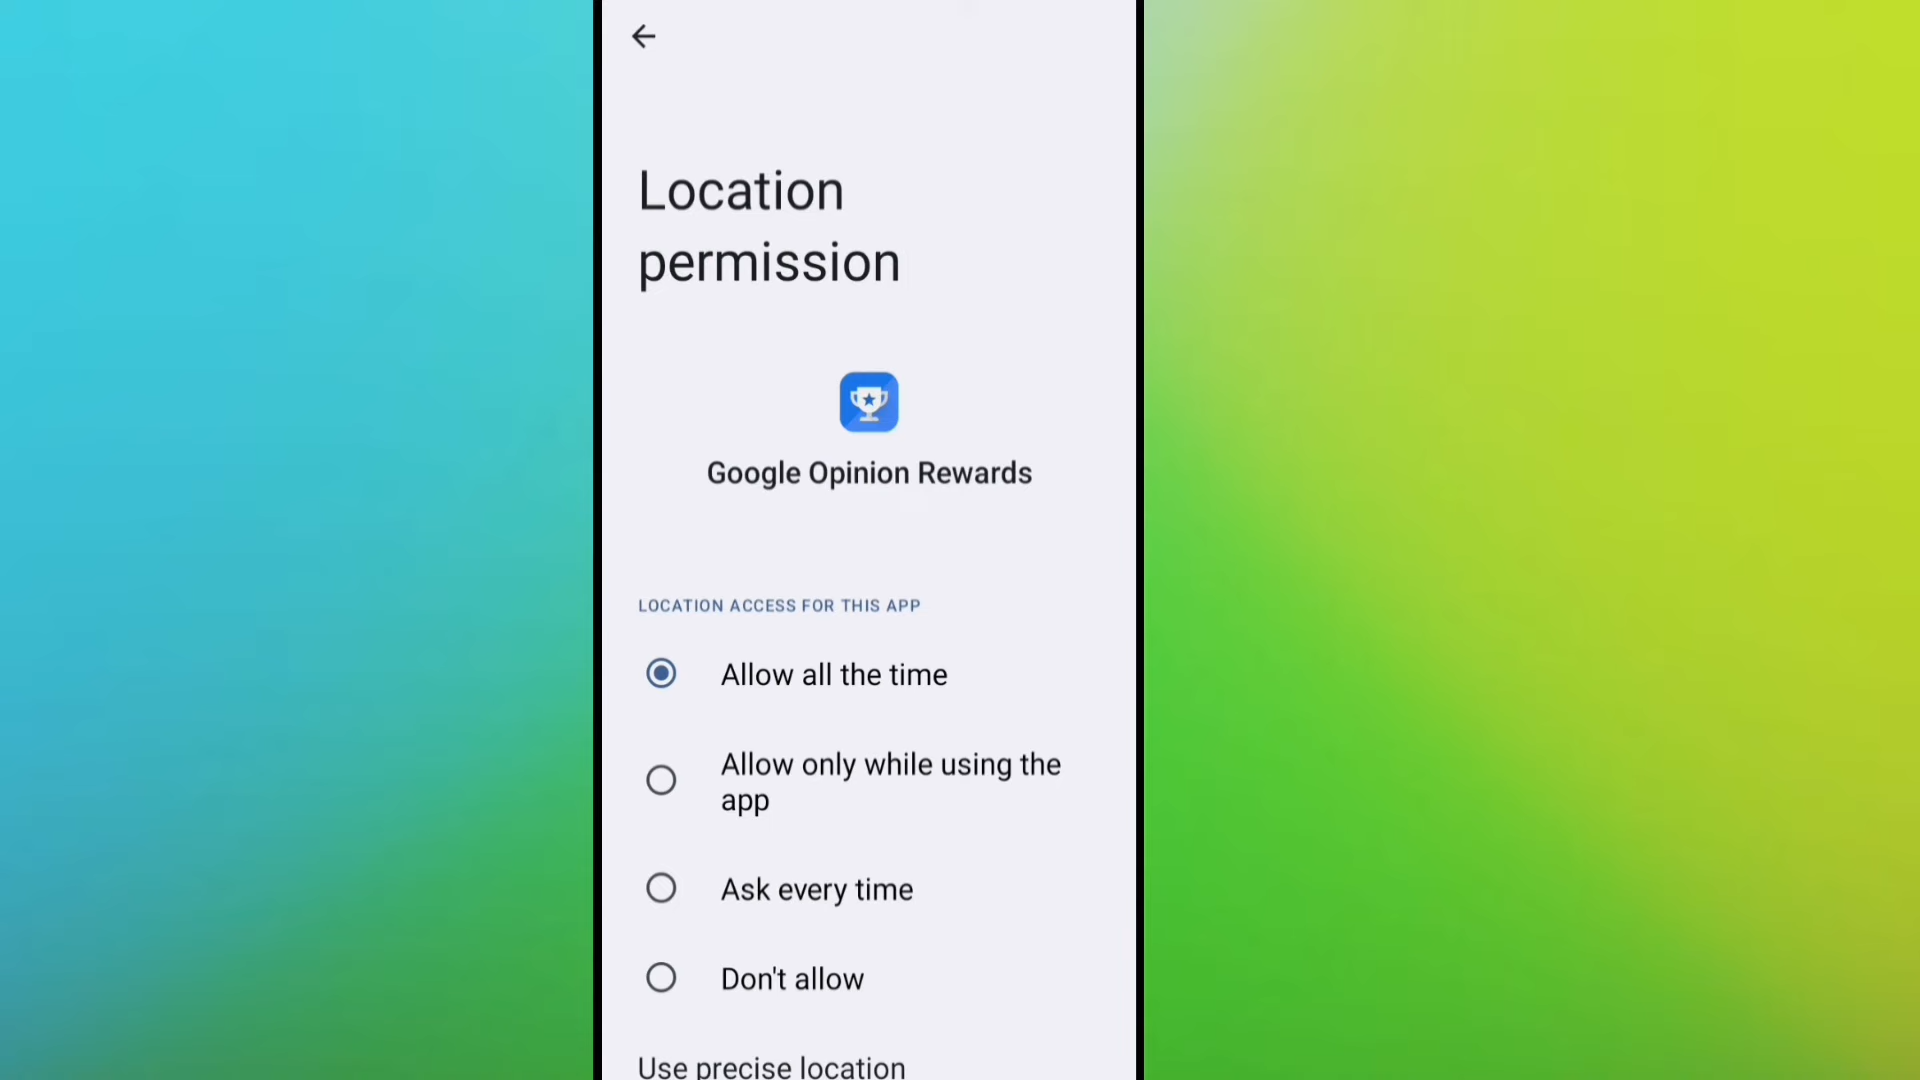 Location
permission
Google Opinion Rewards
LOCATION ACCESS FOR THIS APP
Allow all the time
Allow only while using the
app
Ask every time
Don't allow
Use precise location